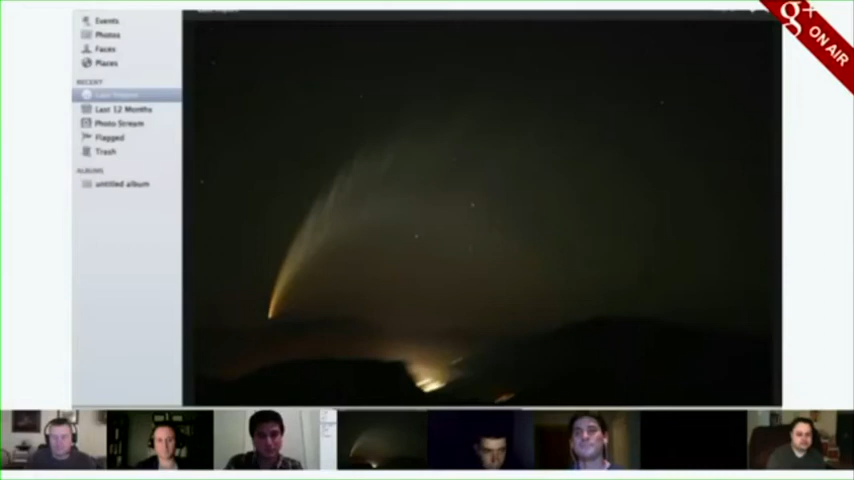 g+
ON AIR
Events
Photos
Faces
Places
RECENT
Last 12 Months
Photo Stream
Flagged
Trash
ALBUMS
untitled album